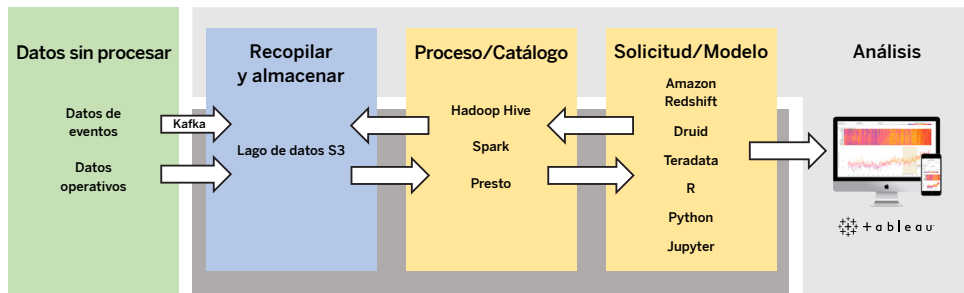 Datos sin procesar
Datos de
eventos
Datos
operativos
Kafka
Recopilar
y almacenar
Lago de datos S3
Proceso/Catálogo
Hadoop Hive
Spark
Presto
Solicitud/Modelo
Amazon
Redshift
Druid
Teradata
R
Python
Jupyter
Análisis
+ a b l e a u